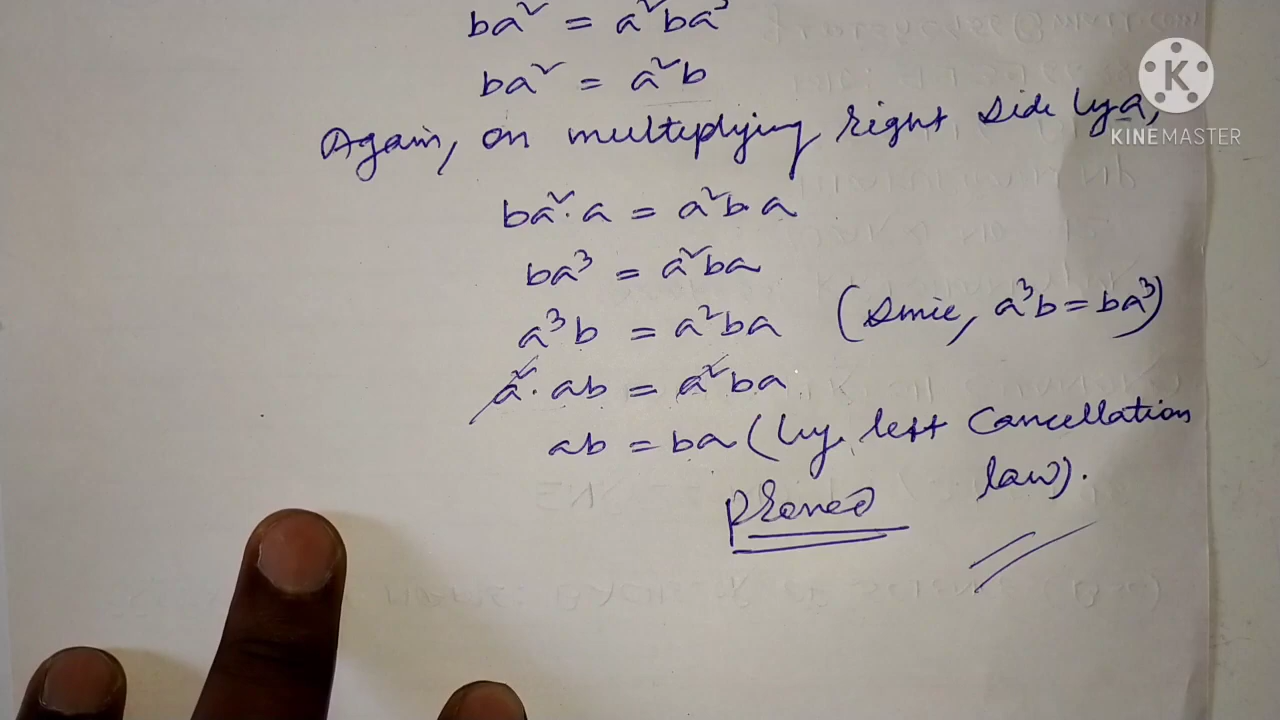 ba² = a²ba³
ba² = a²b
Again, on multiplying right side by a,
ba²·a = a²b·a
ba³ = a²ba
a³b = a²ba (Since, a³b = ba³)
a²·ab = a²ba
ab = ba (by left Cancellation
law).
Proved
K
KINEMASTER